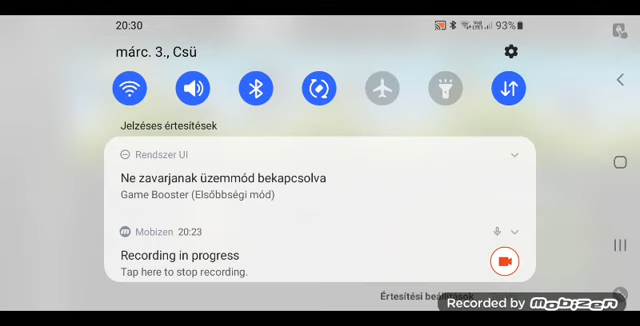 20:30
93%
márc. 3., Csü
Jelzéses értesítések
Rendszer UI
Ne zavarjanak üzemmód bekapcsolva
Game Booster (Elsőbbségi mód)
Mobizen 20:23
Recording in progress
Tap here to stop recording.
Értesítési beállítások
Recorded by Mobizen